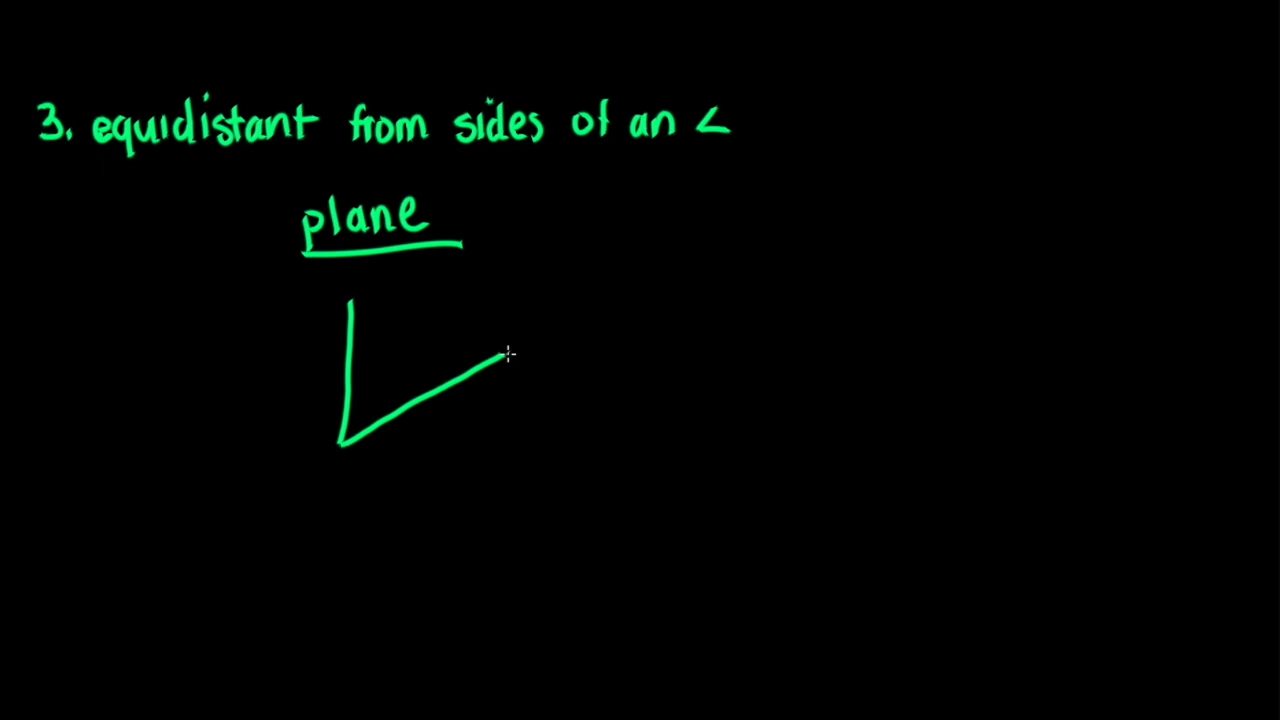 3. equidistant from sides of an <
plane